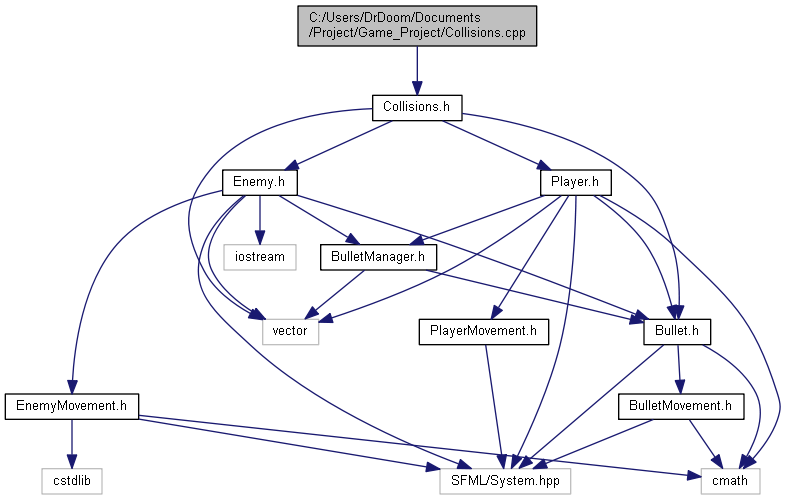 C:/Users/DrDoom/Documents
/Project/Game_Project/Collisions.cpp
Collisions.h
Enemy.h
Player.h
iostream
BulletManager.h
vector
PlayerMovement.h
Bullet.h
EnemyMovement.h
BulletMovement.h
cstdlib
SFML/System.hpp
cmath